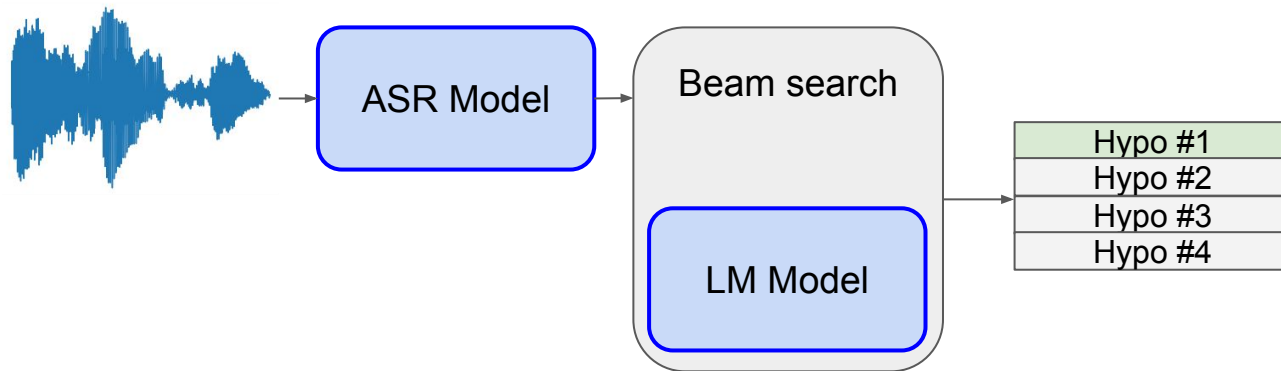 ASR Model
Beam search
LM Model
Hypo #1
Hypo #2
Hypo #3
Hypo #4